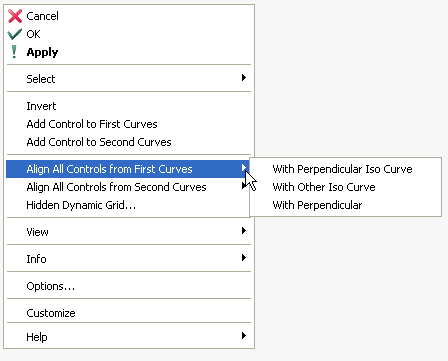 Cancel
OK
Apply
Select
Invert
Add Control to First Curves
Add Control to Second Curves
Align All Controls from First Curves
With Perpendicular Iso Curve
Align All Controls from Second Curves
With Other Iso Curve
Hidden Dynamic Grid...
With Perpendicular
View
Info
Options...
Customize
Help